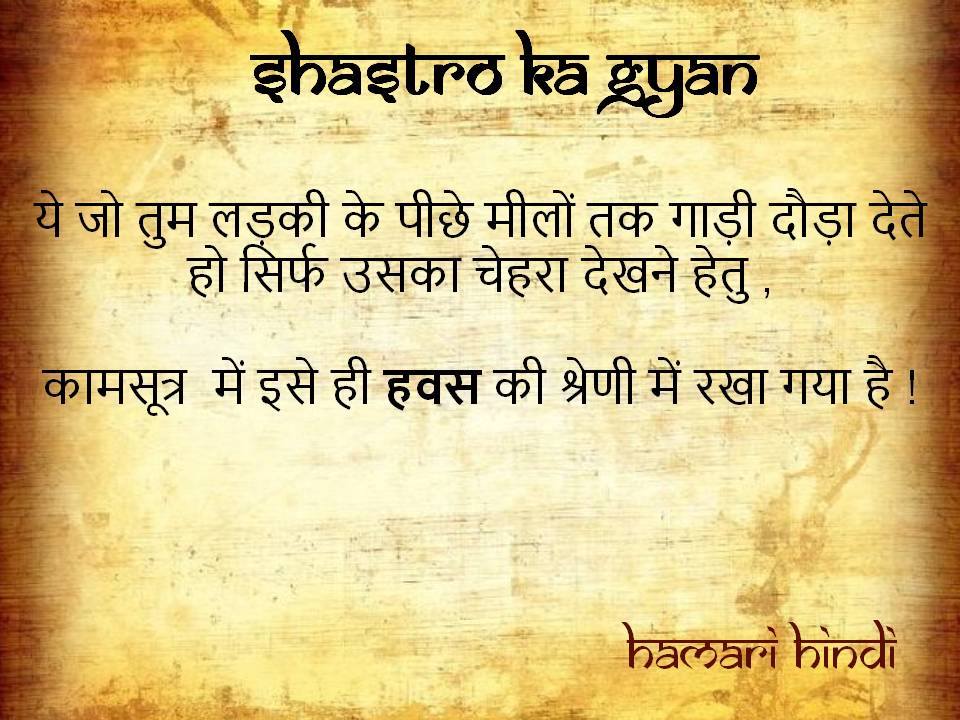 SHASTRO KA GYAN
ये जो तुम लड़की के पीछे मीलों तक गाड़ी दौड़ा देते
हो सिर्फ उसका चेहरा देखने हेतु ,
कामसूत्र में इसे ही हवस की श्रेणी में रखा गया है !
HAMARI HINDI